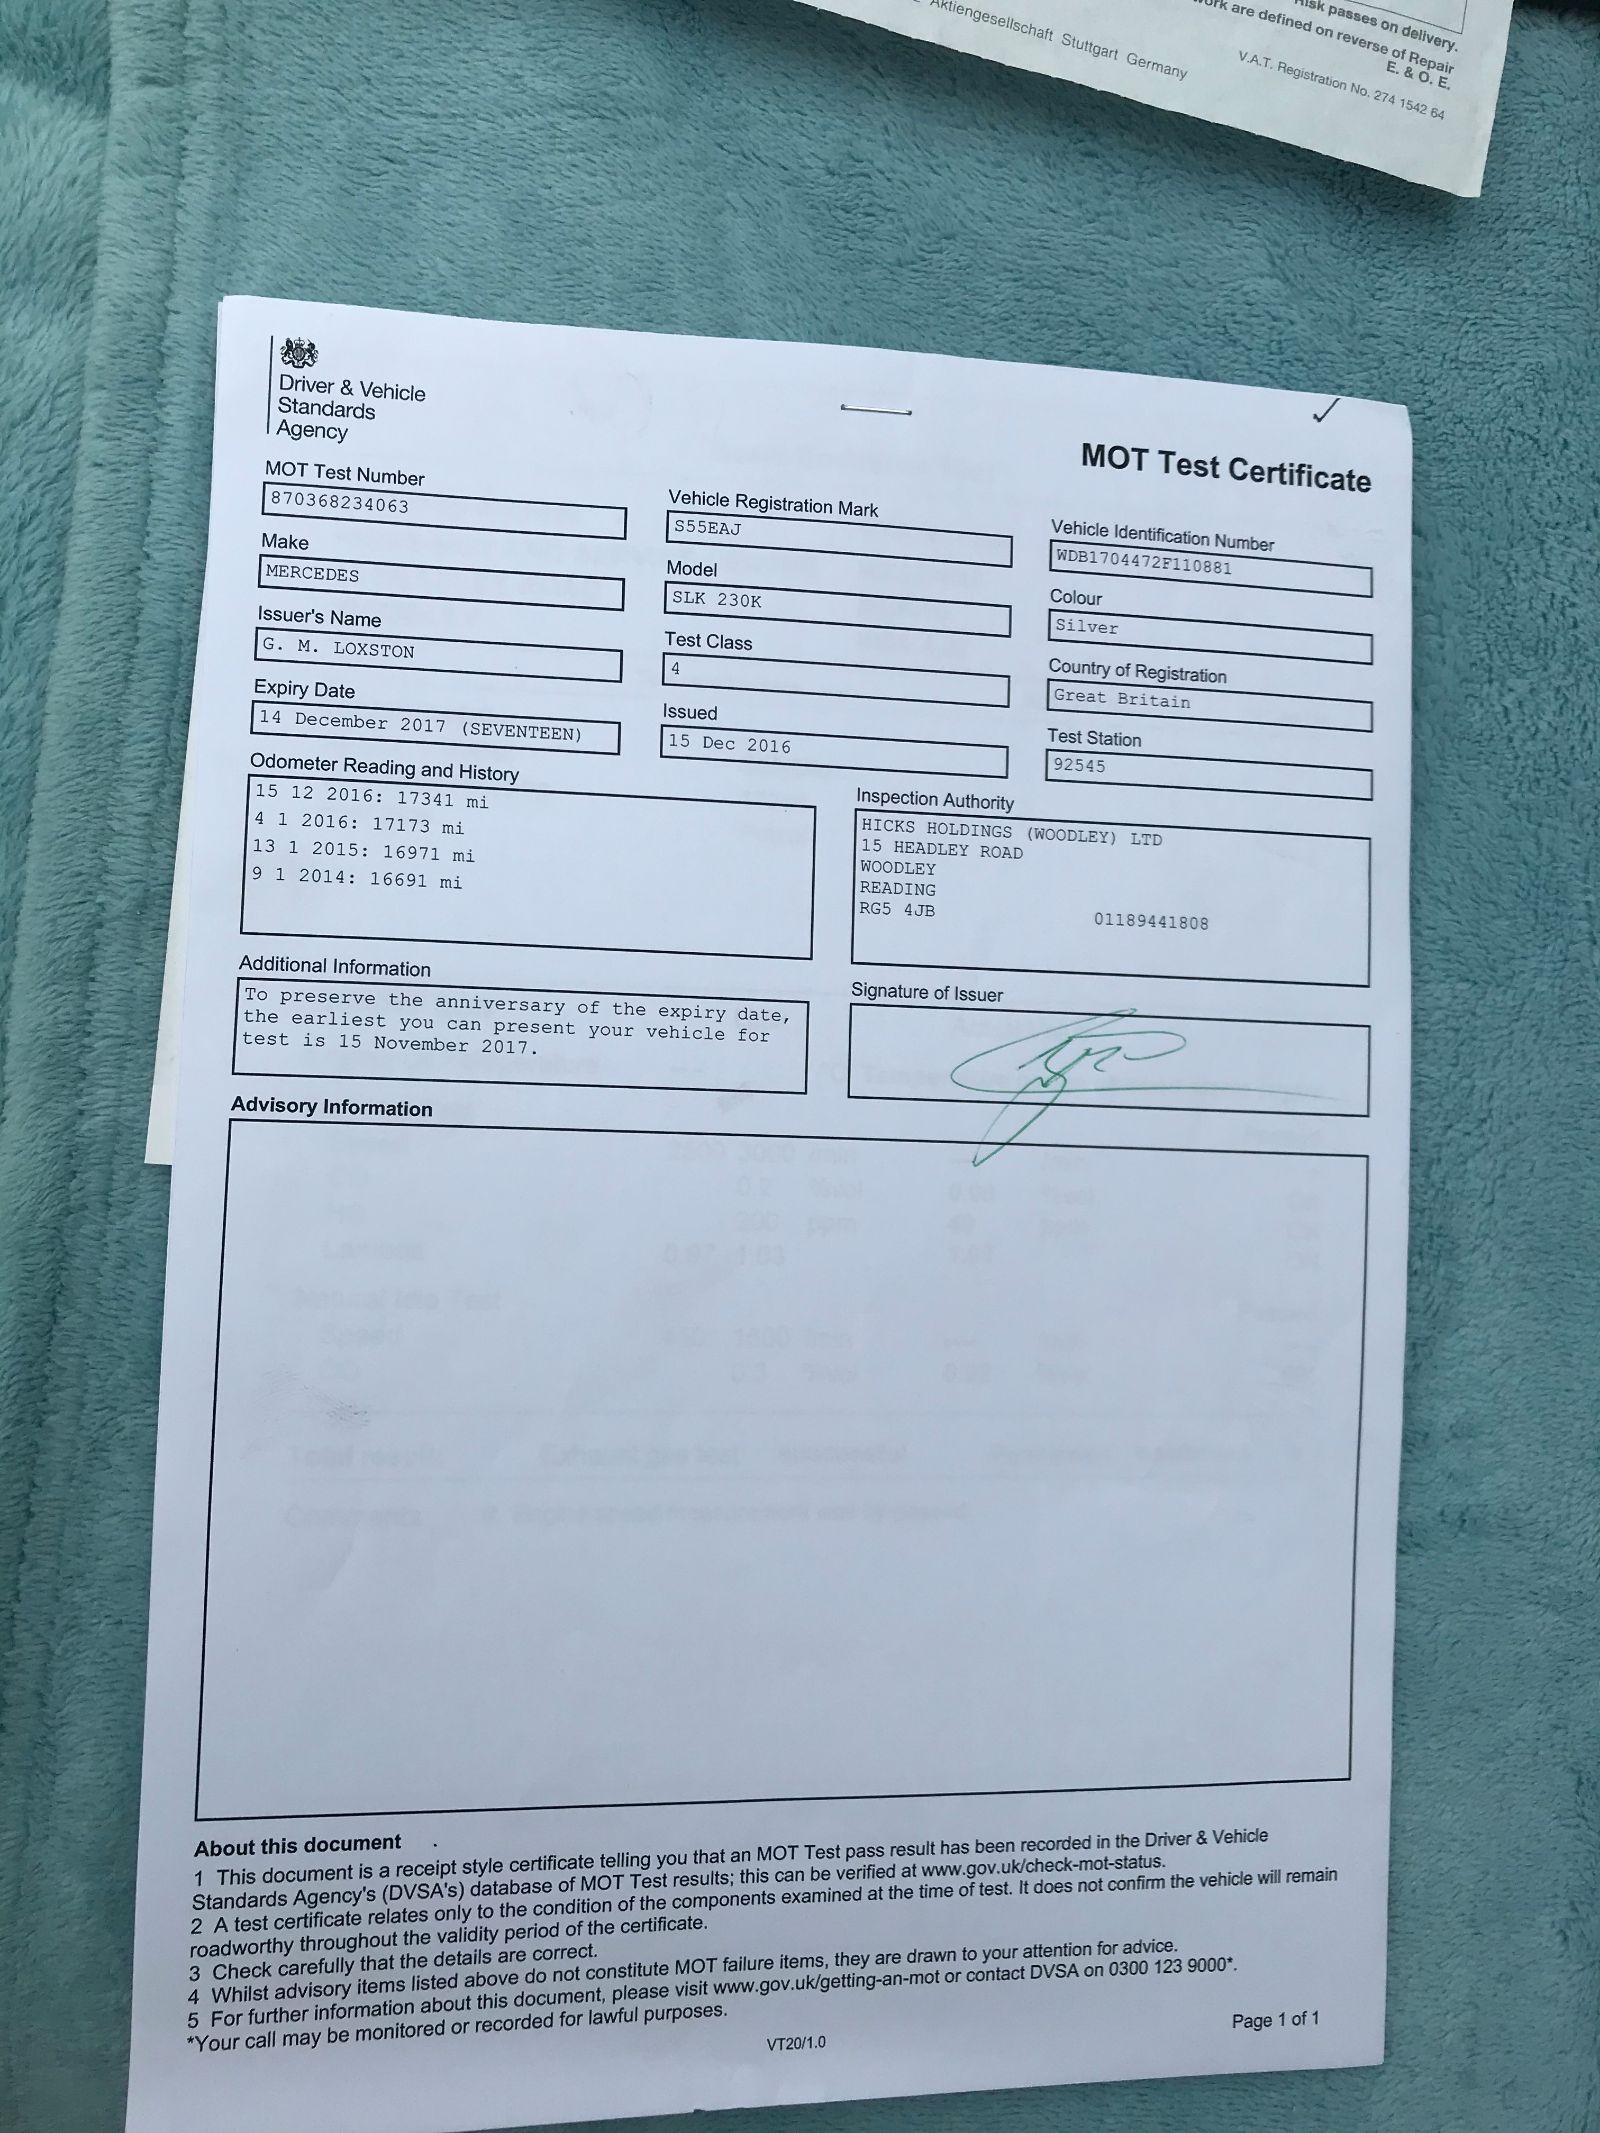 Risk passes on delivery.
ork are defined on reverse of Repair
E. & O. E.
Aktiengesellschaft Stuttgart Germany
V.A.T. Registration No. 274 1542 64
Driver & Vehicle
Standards
Agency
MOT Test Certificate
MOT Test Number
870368234063
Vehicle Registration Mark
S55EAJ
Vehicle Identification Number
WDB1704472F110881
Make
MERCEDES
Model
SLK 230K
Colour
Silver
Issuer's Name
G. M. LOXSTON
Test Class
4
Country of Registration
Great Britain
Expiry Date
14 December 2017 (SEVENTEEN)
Issued
15 Dec 2016
Test Station
92545
Odometer Reading and History
15 12 2016: 17341 mi
4 1 2016: 17173 mi
13 1 2015: 16971 mi
9 1 2014: 16691 mi
Inspection Authority
HICKS HOLDINGS (WOODLEY) LTD
15 HEADLEY ROAD
WOODLEY
READING
RG5 4JB 01189441808
Additional Information
To preserve the anniversary of the expiry date,
the earliest you can present your vehicle for
test is 15 November 2017.
Signature of Issuer
Advisory Information
About this document
1 This document is a receipt style certificate telling you that an MOT Test pass result has been recorded in the Driver & Vehicle
Standards Agency's (DVSA's) database of MOT Test results; this can be verified at www.gov.uk/check-mot-status.
2 A test certificate relates only to the condition of the components examined at the time of test. It does not confirm the vehicle will remain
roadworthy throughout the validity period of the certificate.
3 Check carefully that the details are correct.
4 Whilst advisory items listed above do not constitute MOT failure items, they are drawn to your attention for advice.
5 For further information about this document, please visit www.gov.uk/getting-an-mot or contact DVSA on 0300 123 9000*.
*Your call may be monitored or recorded for lawful purposes.
VT20/1.0
Page 1 of 1